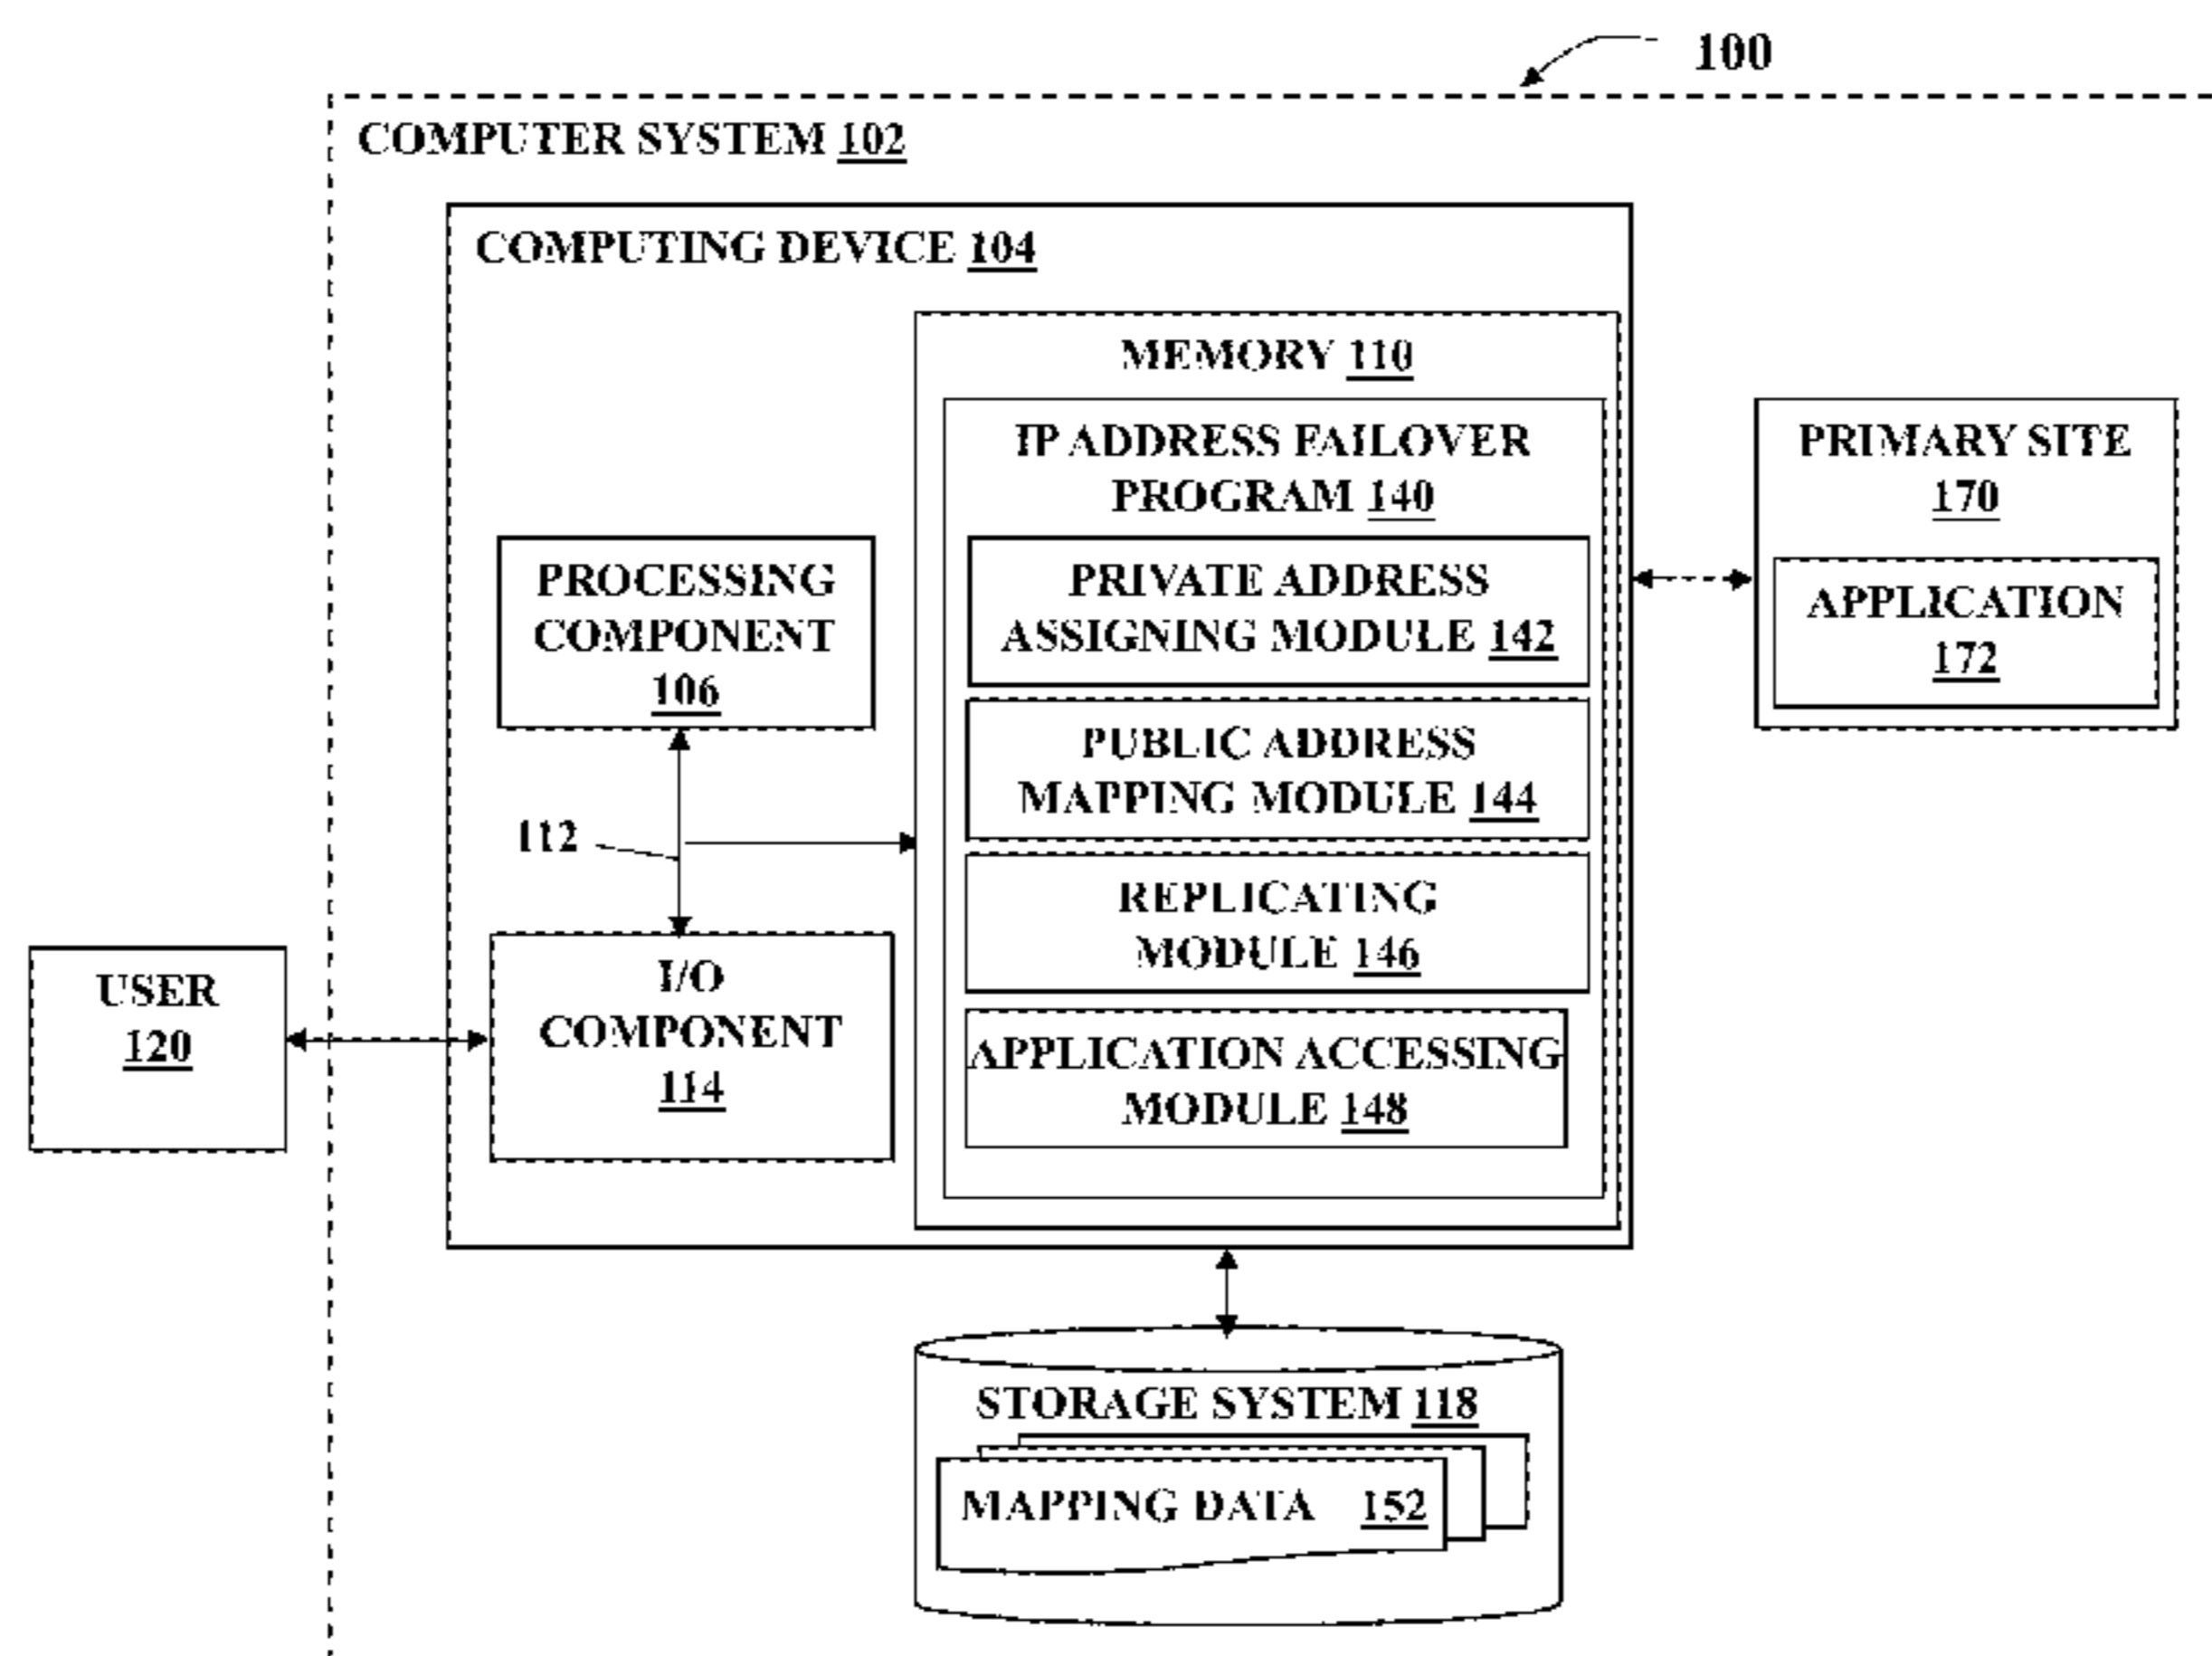 100
COMPUTER SYSTEM 102
COMPUTING DEVICE 104
MEMORY 110
IP ADDRESS FAILOVER
PROGRAM 140
PRIVATE ADDRESS
ASSIGNING MODULE 142
PUBLIC ADDRESS
MAPPING MODULE 144
REPLICATING
MODULE 146
APPLICATION ACCESSING
MODULE 148
PROCESSING
COMPONENT
106
112
I/O
COMPONENT
114
USER
120
PRIMARY SITE
170
APPLICATION
172
STORAGE SYSTEM 118
MAPPING DATA 152